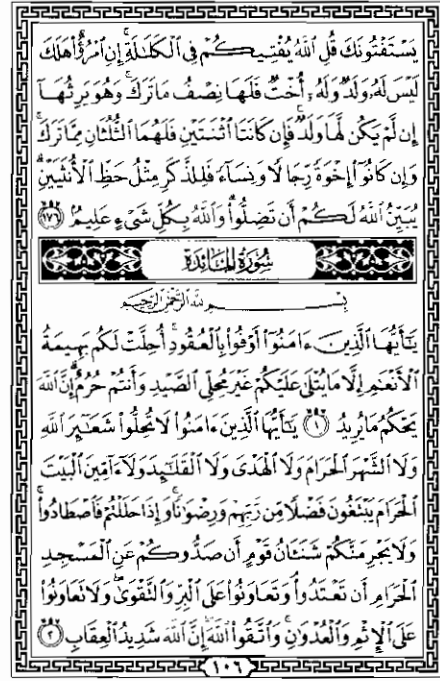 يَسْتَفْتُونَكَ قُلِ ٱللَّهُ يُفْتِيكُمْ فِى ٱلْكَلَٰلَةِ ۚ إِنِ ٱمْرُؤٌا۟ هَلَكَ
لَيْسَ لَهُۥ وَلَدٌ وَلَهُۥٓ أُخْتٌ فَلَهَا نِصْفُ مَا تَرَكَ ۚ وَهُوَ يَرِثُهَآ
إِن لَّمْ يَكُن لَّهَا وَلَدٌ ۚ فَإِن كَانَتَا ٱثْنَتَيْنِ فَلَهُمَا ٱلثُّلُثَانِ مِمَّا تَرَكَ ۚ
وَإِن كَانُوٓا۟ إِخْوَةً رِّجَالًا وَنِسَآءً فَلِلذَّكَرِ مِثْلُ حَظِّ ٱلْأُنثَيَيْنِ ۗ
يُبَيِّنُ ٱللَّهُ لَكُمْ أَن تَضِلُّوا۟ ۗ وَٱللَّهُ بِكُلِّ شَىْءٍ عَلِيمٌۢ ١٧٦
سُورَةُ المَائدَةِ
بِسْمِ ٱللَّهِ ٱلرَّحْمَٰنِ ٱلرَّحِيمِ
يَٰٓأَيُّهَا ٱلَّذِينَ ءَامَنُوٓا۟ أَوْفُوا۟ بِٱلْعُقُودِ ۚ أُحِلَّتْ لَكُم بَهِيمَةُ
ٱلْأَنْعَٰمِ إِلَّا مَا يُتْلَىٰ عَلَيْكُمْ غَيْرَ مُحِلِّى ٱلصَّيْدِ وَأَنتُمْ حُرُمٌ ۗ إِنَّ ٱللَّهَ
يَحْكُمُ مَا يُرِيدُ ١ يَٰٓأَيُّهَا ٱلَّذِينَ ءَامَنُوا۟ لَا تُحِلُّوا۟ شَعَٰٓئِرَ ٱللَّهِ
وَلَا ٱلشَّهْرَ ٱلْحَرَامَ وَلَا ٱلْهَدْىَ وَلَا ٱلْقَلَٰٓئِدَ وَلَآ ءَآمِّينَ ٱلْبَيْتَ
ٱلْحَرَامَ يَبْتَغُونَ فَضْلًا مِّن رَّبِّهِمْ وَرِضْوَٰنًا ۚ وَإِذَا حَلَلْتُمْ فَٱصْطَادُوا۟ ۚ
وَلَا يَجْرِمَنَّكُمْ شَنَـَٔانُ قَوْمٍ أَن صَدُّوكُمْ عَنِ ٱلْمَسْجِدِ
ٱلْحَرَامِ أَن تَعْتَدُوا۟ ۘ وَتَعَاوَنُوا۟ عَلَى ٱلْبِرِّ وَٱلتَّقْوَىٰ ۖ وَلَا تَعَاوَنُوا۟
عَلَى ٱلْإِثْمِ وَٱلْعُدْوَٰنِ ۚ وَٱتَّقُوا۟ ٱللَّهَ ۖ إِنَّ ٱللَّهَ شَدِيدُ ٱلْعِقَابِ ٢
١٠٦